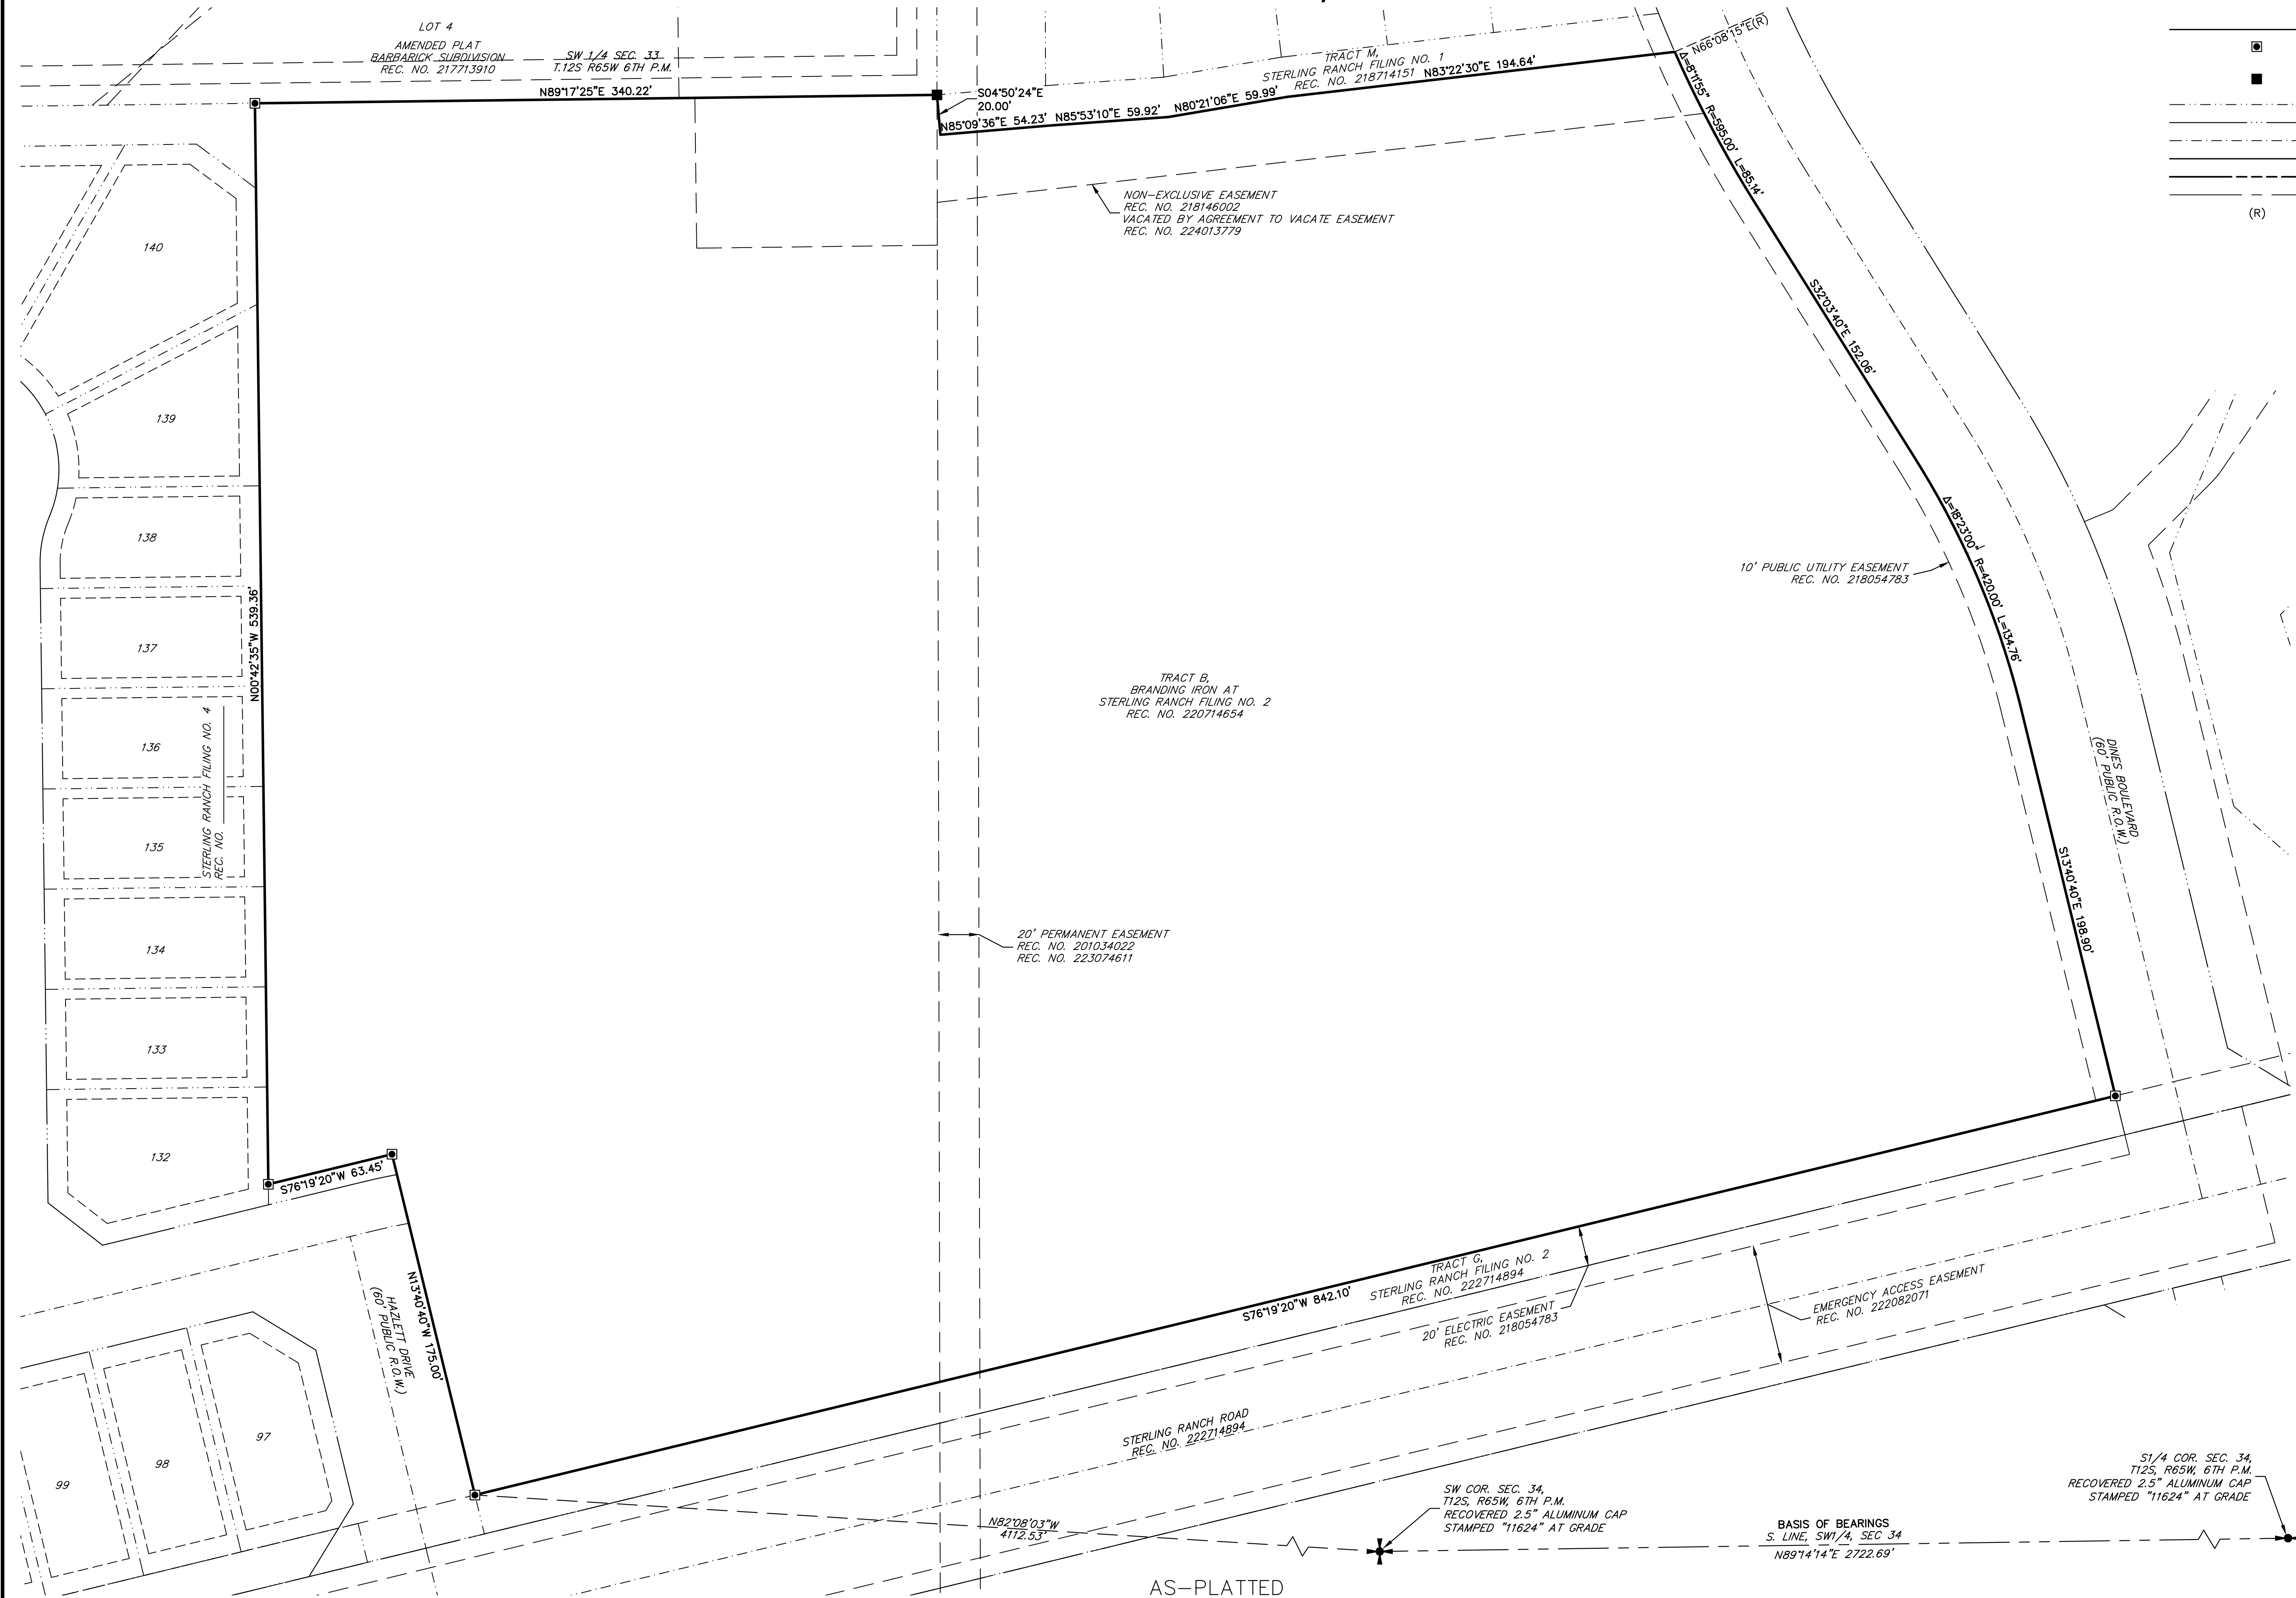 LOT 4
AMENDED PLAT
BARBARICK SUBDIVISION
REC. NO. 217713910
SW 1/4 SEC. 33
T.12S R65W 6TH P.M.
N89°17'25"E 340.22'
S04°50'24"E
20.00'
N85°09'36"E 54.23'
N85°53'10"E 59.92'
N80°21'06"E 59.99'
TRACT M,
STERLING RANCH FILING NO. 1
REC. NO. 218714151
N83°22'30"E 194.64'
N66°08'15"E(R)
Δ=8°11'55" R=595.00' L=85.14'
(R)
NON-EXCLUSIVE EASEMENT
REC. NO. 218146002
VACATED BY AGREEMENT TO VACATE EASEMENT
REC. NO. 224013779
S32°03'40"E 152.06'
10' PUBLIC UTILITY EASEMENT
REC. NO. 218054783
Δ=18°23'00" R=420.00' L=134.76'
140
139
138
137
136
135
134
133
132
N00°42'35"W 539.36'
STERLING RANCH FILING NO. 4
REC. NO.
TRACT B,
BRANDING IRON AT
STERLING RANCH FILING NO. 2
REC. NO. 220714654
DINES BOULEVARD
(60' PUBLIC R.O.W.)
S13°40'40"E 198.90'
20' PERMANENT EASEMENT
REC. NO. 201034022
REC. NO. 223074611
S76°19'20"W 63.45'
HAZLETT DRIVE
(60' PUBLIC R.O.W.)
N13°40'40"W 175.00'
S76°19'20"W 842.10'
TRACT G,
STERLING RANCH FILING NO. 2
REC. NO. 222714894
20' ELECTRIC EASEMENT
REC. NO. 218054783
EMERGENCY ACCESS EASEMENT
REC. NO. 222082071
STERLING RANCH ROAD
REC. NO. 222714894
99
98
97
N82°08'03"W
4112.53'
SW COR. SEC. 34,
T12S, R65W, 6TH P.M.
RECOVERED 2.5" ALUMINUM CAP
STAMPED "11624" AT GRADE
BASIS OF BEARINGS
S. LINE, SW1/4, SEC 34
N89°14'14"E 2722.69'
S1/4 COR. SEC. 34,
T12S, R65W, 6TH P.M.
RECOVERED 2.5" ALUMINUM CAP
STAMPED "11624" AT GRADE
AS-PLATTED